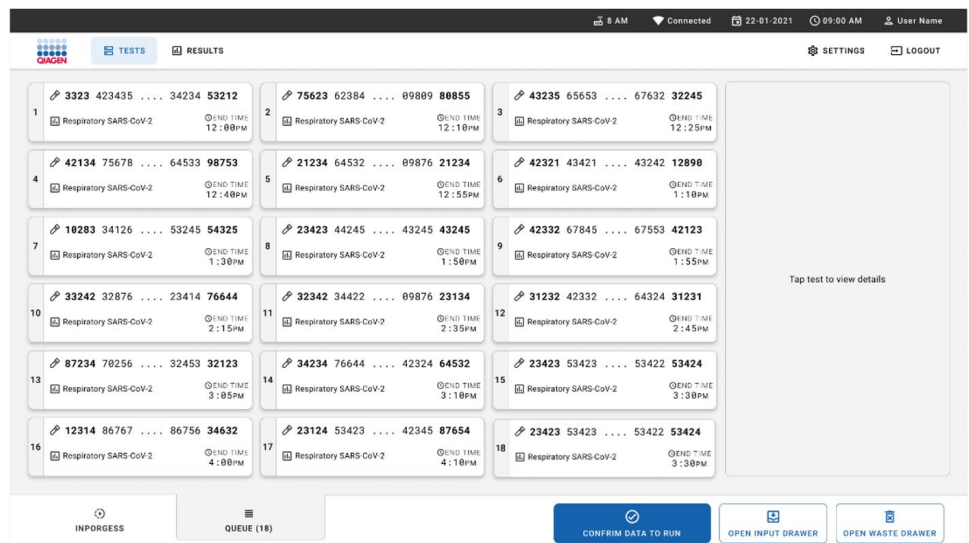 8 AM Connected 22-01-2021 09:00 AM User Name
QIAGEN TESTS RESULTS SETTINGS LOGOUT
1 3323 423435 .... 34234 53212
Respiratory SARS-CoV-2 END TIME 12:00PM
2 75623 62384 .... 09809 80855
Respiratory SARS-CoV-2 END TIME 12:10PM
3 43235 65653 .... 67632 32245
Respiratory SARS-CoV-2 END TIME 12:25PM
4 42134 75678 .... 64533 98753
Respiratory SARS-CoV-2 END TIME 12:40PM
5 21234 64532 .... 09876 21234
Respiratory SARS-CoV-2 END TIME 12:55PM
6 42321 43421 .... 43242 12890
Respiratory SARS-CoV-2 END TIME 1:10PM
7 10283 34126 .... 53245 54325
Respiratory SARS-CoV-2 END TIME 1:30PM
8 23423 44245 .... 43245 43245
Respiratory SARS-CoV-2 END TIME 1:50PM
9 42332 67845 .... 67553 42123
Respiratory SARS-CoV-2 END TIME 1:55PM
10 33242 32876 .... 23414 76644
Respiratory SARS-CoV-2 END TIME 2:15PM
11 32342 34422 .... 09876 23134
Respiratory SARS-CoV-2 END TIME 2:35PM
12 31232 42332 .... 64324 31231
Respiratory SARS-CoV-2 END TIME 2:45PM
13 87234 70256 .... 32453 32123
Respiratory SARS-CoV-2 END TIME 3:05PM
14 34234 76644 .... 42324 64532
Respiratory SARS-CoV-2 END TIME 3:10PM
15 23423 53423 .... 53422 53424
Respiratory SARS-CoV-2 END TIME 3:30PM
16 12314 86767 .... 86756 34632
Respiratory SARS-CoV-2 END TIME 4:00PM
17 23124 53423 .... 42345 87654
Respiratory SARS-CoV-2 END TIME 4:10PM
18 23423 53423 .... 53422 53424
Respiratory SARS-CoV-2 END TIME 3:30PM
Tap test to view details
INPORGESS QUEUE (18) CONFRIM DATA TO RUN OPEN INPUT DRAWER OPEN WASTE DRAWER